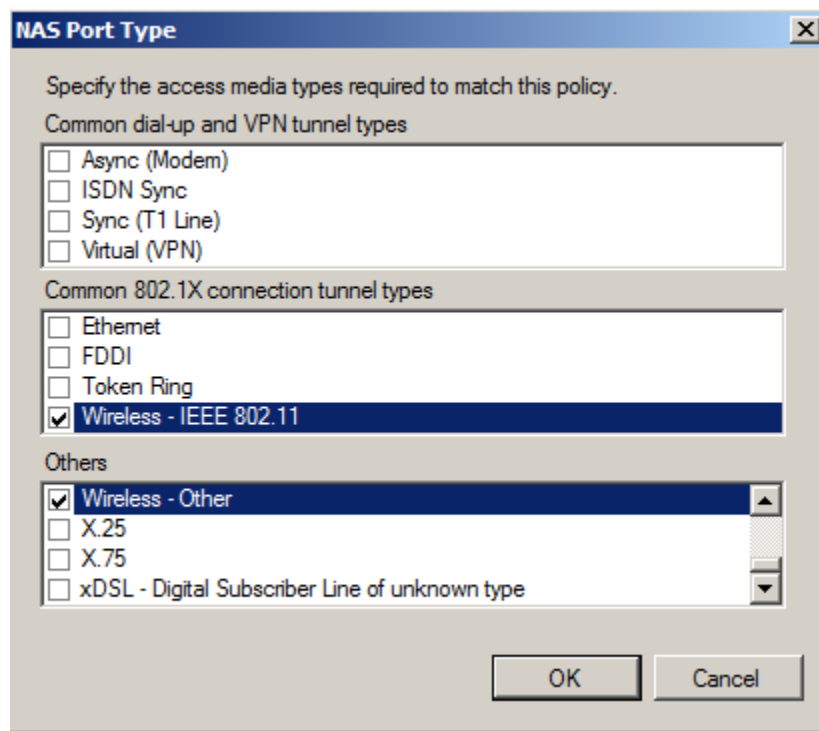 NAS Port Type
Specify the access media types required to match this policy.
Common dial-up and VPN tunnel types
Async (Modem)
ISDN Sync
Sync (T1 Line)
Virtual (VPN)
Common 802.1X connection tunnel types
Ethernet
FDDI
Token Ring
Wireless - IEEE 802.11
Others
Wireless - Other
X.25
X.75
xDSL - Digital Subscriber Line of unknown type
OK Cancel